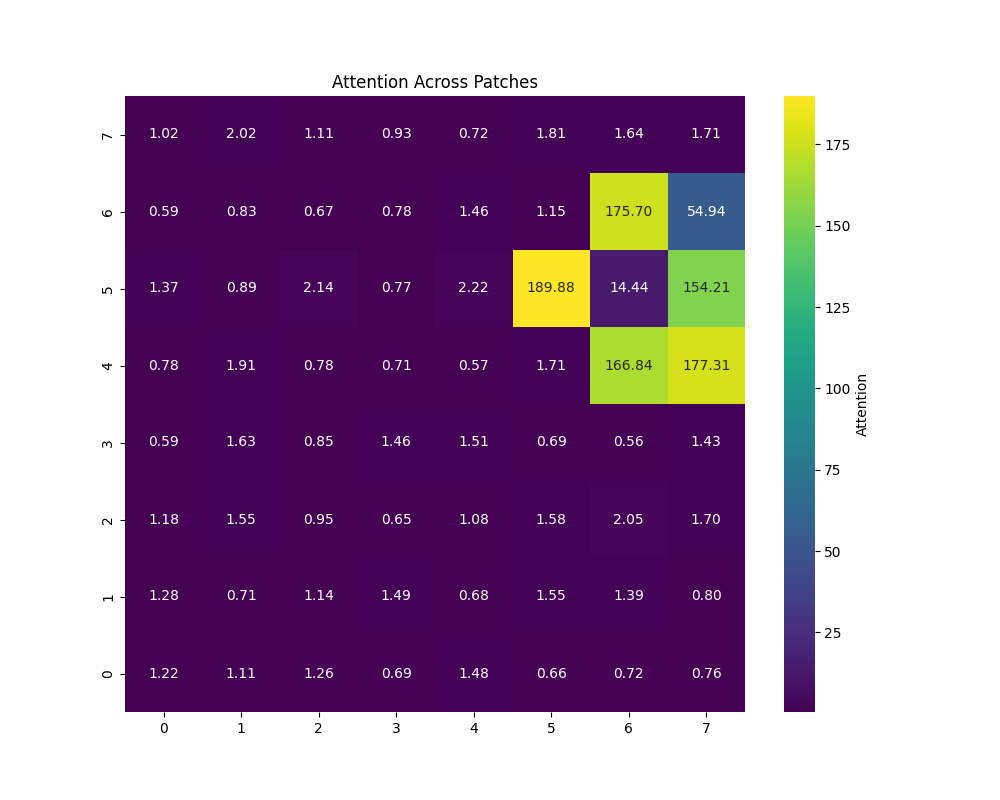 Attention Across Patches
7 1.02 2.02 1.11 0.93 0.72 1.81 1.64 1.71
6 0.59 0.83 0.67 0.78 1.46 1.15 175.70 54.94
5 1.37 0.89 2.14 0.77 2.22 189.88 14.44 154.21
4 0.78 1.91 0.78 0.71 0.57 1.71 166.84 177.31
3 0.59 1.63 0.85 1.46 1.51 0.69 0.56 1.43
2 1.18 1.55 0.95 0.65 1.08 1.58 2.05 1.70
1 1.28 0.71 1.14 1.49 0.68 1.55 1.39 0.80
0 1.22 1.11 1.26 0.69 1.48 0.66 0.72 0.76
0 1 2 3 4 5 6 7
175
150
125
100
75
50
25
Attention